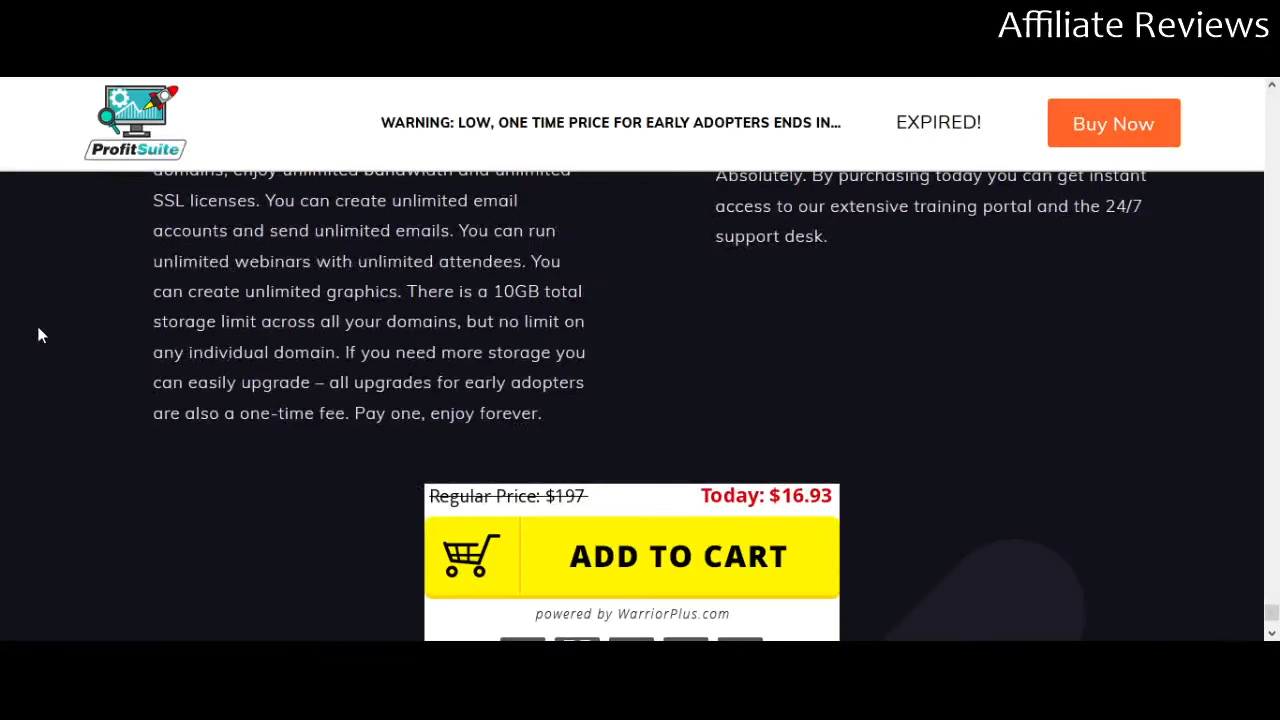 Affiliate Reviews
ProfitSuite
WARNING: LOW, ONE TIME PRICE FOR EARLY ADOPTERS ENDS IN...
EXPIRED!
Buy Now
domains, enjoy unlimited bandwidth and unlimited
SSL licenses. You can create unlimited email
accounts and send unlimited emails. You can run
unlimited webinars with unlimited attendees. You
can create unlimited graphics. There is a 10GB total
storage limit across all your domains, but no limit on
any individual domain. If you need more storage you
can easily upgrade – all upgrades for early adopters
are also a one-time fee. Pay one, enjoy forever.
Absolutely. By purchasing today you can get instant
access to our extensive training portal and the 24/7
support desk.
Regular Price: $197
Today: $16.93
ADD TO CART
powered by WarriorPlus.com